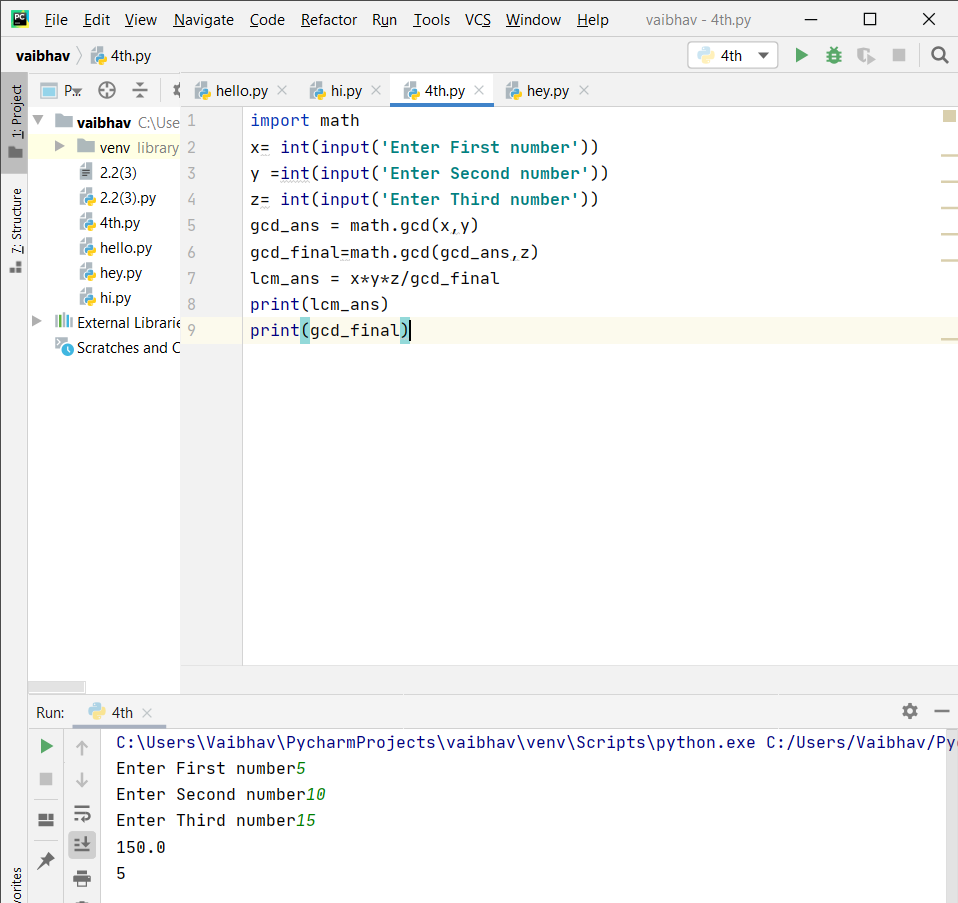 PC File Edit View Navigate Code Refactor Run Tools VCS Window Help vaibhav - 4th.py
vaibhav 4th.py 4th
1: Project
P...
hello.py hi.py 4th.py hey.py
vaibhav C:\Use
venv library
2.2(3)
2.2(3).py
4th.py
hello.py
hey.py
hi.py
External Librarie
Scratches and C
7: Structure
1 import math
2 x= int(input('Enter First number'))
3 y =int(input('Enter Second number'))
4 z= int(input('Enter Third number'))
5 gcd_ans = math.gcd(x,y)
6 gcd_final=math.gcd(gcd_ans,z)
7 lcm_ans = x*y*z/gcd_final
8 print(lcm_ans)
9 print(gcd_final)
Run: 4th
C:\Users\Vaibhav\PycharmProjects\vaibhav\venv\Scripts\python.exe C:/Users/Vaibhav/Py
Enter First number5
Enter Second number10
Enter Third number15
150.0
5
vorites